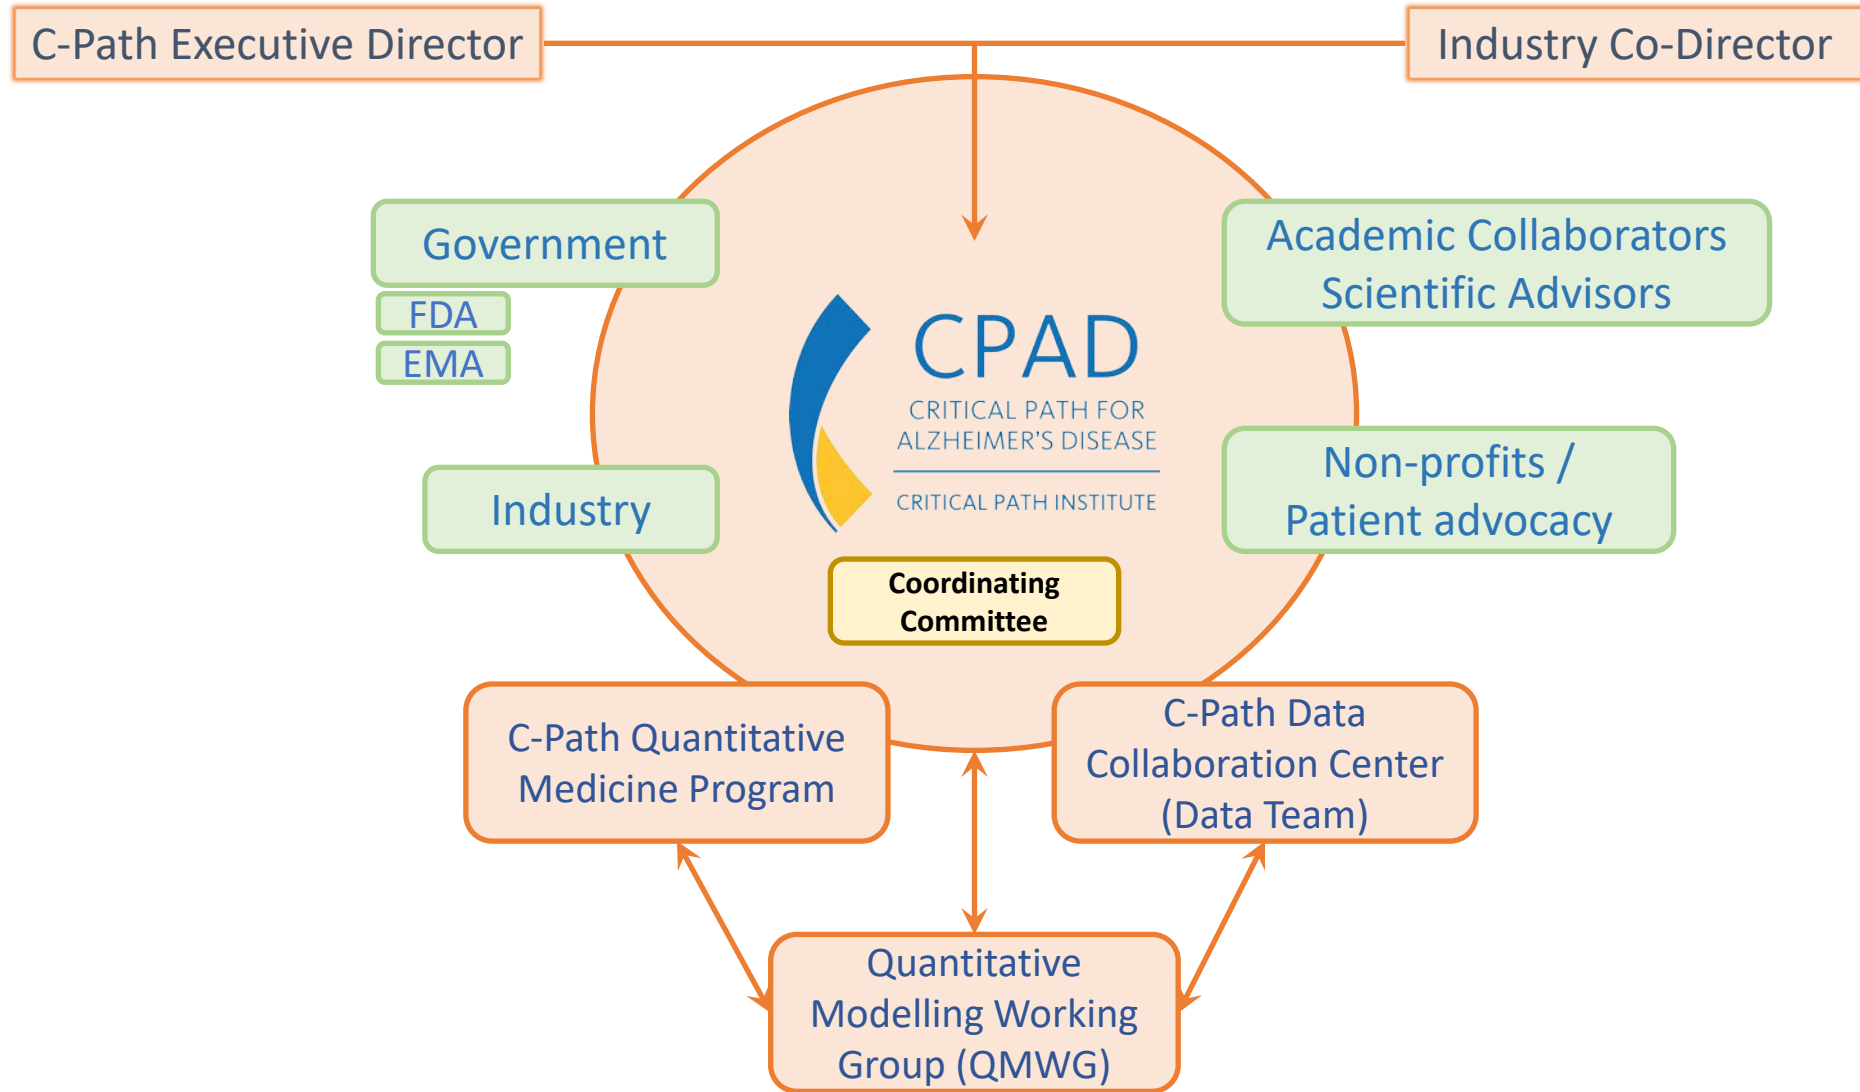 C-Path Executive Director
Industry Co-Director
Government
FDA
EMA
Academic Collaborators
Scientific Advisors
CPAD
CRITICAL PATH FOR
ALZHEIMER'S DISEASE
CRITICAL PATH INSTITUTE
Industry
Non-profits /
Patient advocacy
Coordinating
Committee
C-Path Quantitative
Medicine Program
C-Path Data
Collaboration Center
(Data Team)
Quantitative
Modelling Working
Group (QMWG)